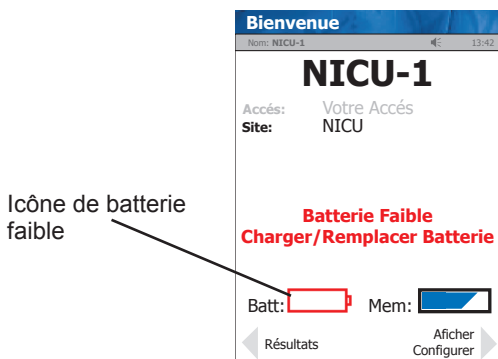 Bienvenue
Nom: NICU-1 13:42
NICU-1
Accés: Votre Accés
Site: NICU
Icône de batterie
faible
Batterie Faible
Charger/Remplacer Batterie
Batt: Mem:
Résultats
Aficher
Configurer